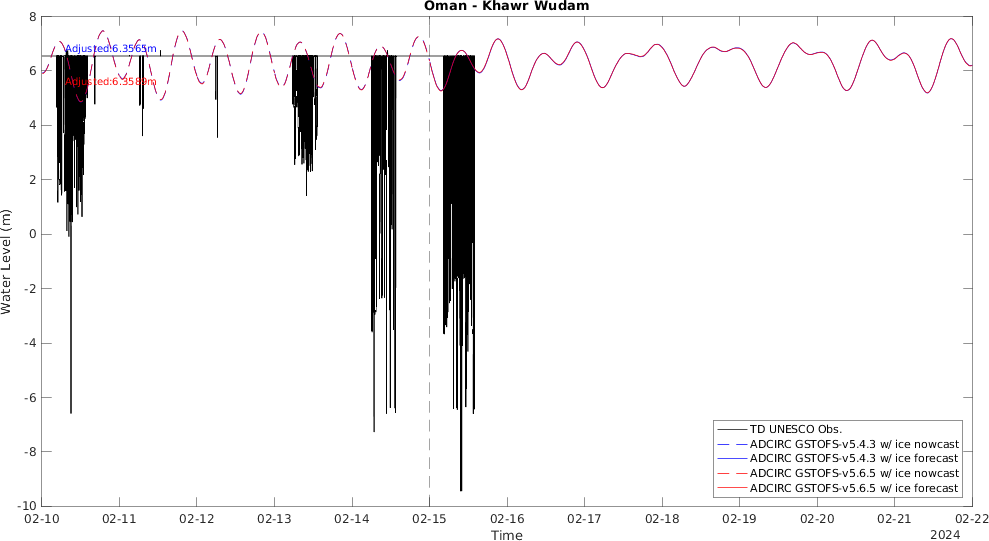 Oman - Khawr Wudam
Adjusted:6.3565m
Adjusted:6.3589m
Water Level (m)
8
6
4
2
0
-2
-4
-6
-8
-10
TD UNESCO Obs.
ADCIRC GSTOFS-v5.4.3 w/ ice nowcast
ADCIRC GSTOFS-v5.4.3 w/ ice forecast
ADCIRC GSTOFS-v5.6.5 w/ ice nowcast
ADCIRC GSTOFS-v5.6.5 w/ ice forecast
02-10 02-11 02-12 02-13 02-14 02-15 02-16 02-17 02-18 02-19 02-20 02-21 02-22
Time
2024